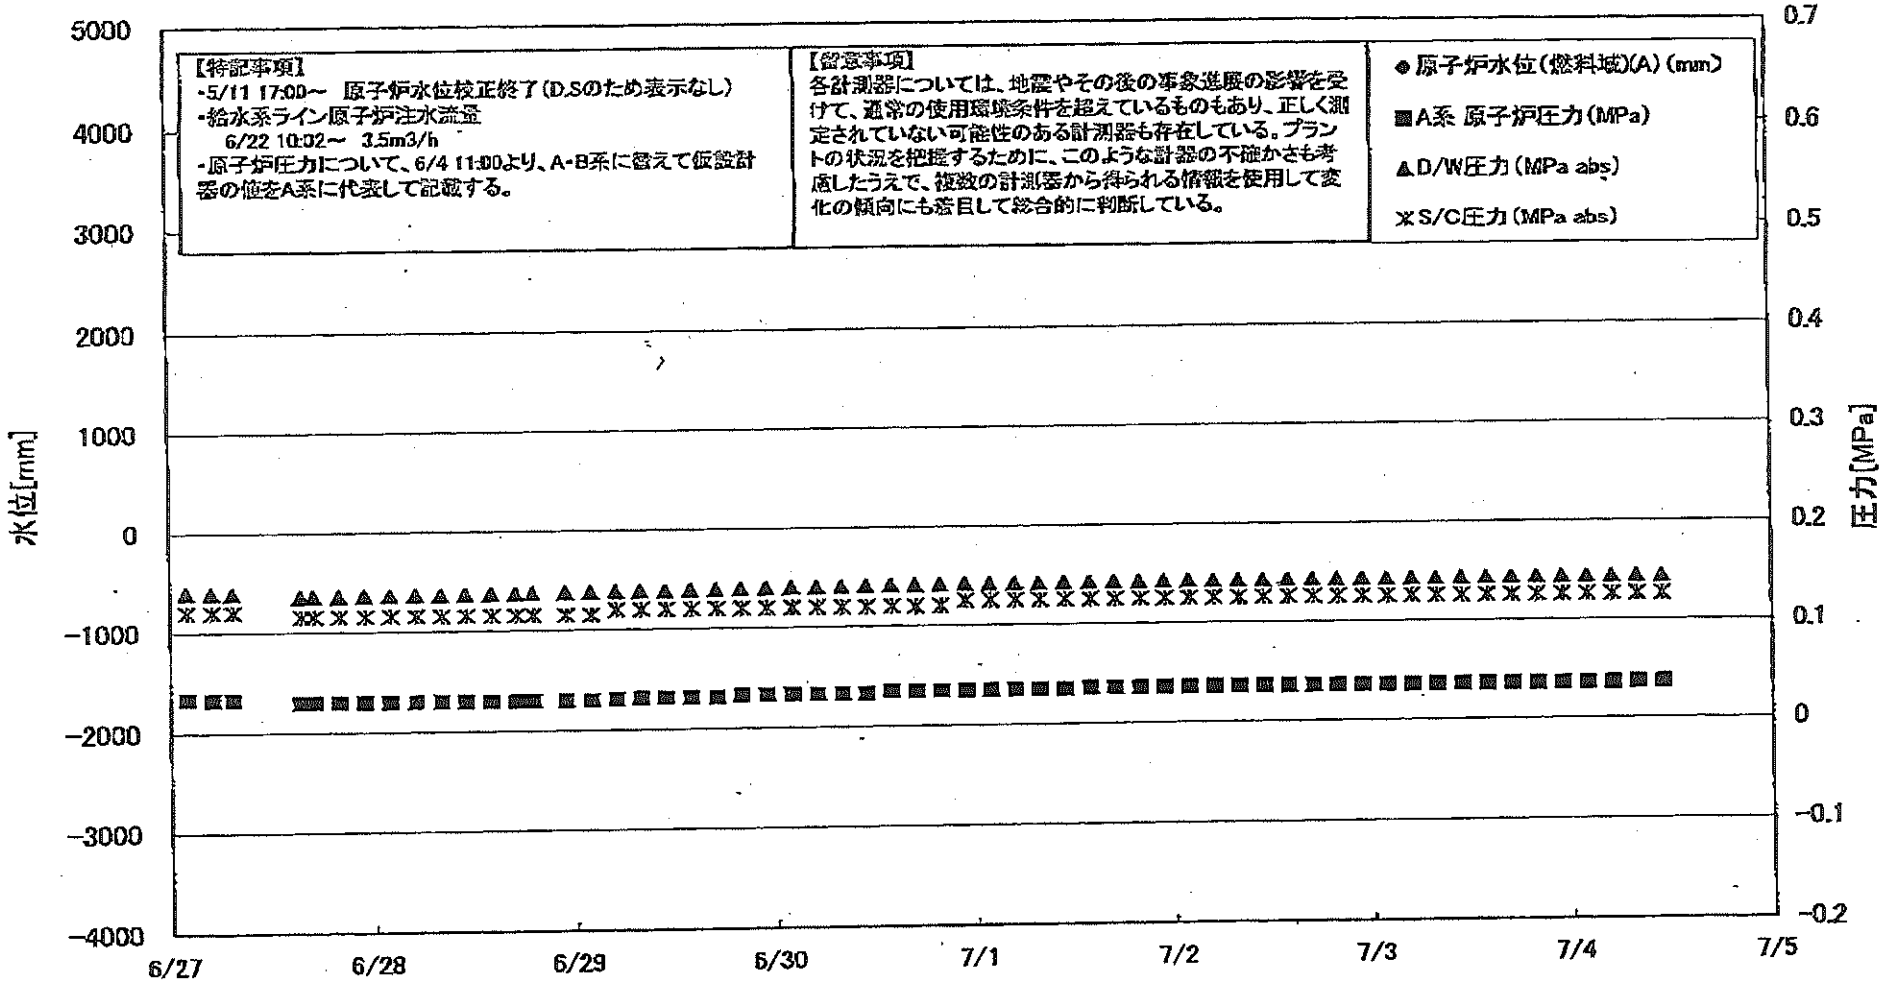 【特記事項】
・5/11 17:00～ 原子炉水位校正終了(D.Sのため表示なし)
・給水系ライン原子炉注水流量
6/22 10:02～ 3.5m3/h
・原子炉圧力について、6/4 11:00より、A・B系に替えて仮設計
器の値をA系に代表して記載する。
【留意事項】
各計測器については、地震やその後の事象進展の影響を受
けて、通常の使用環境条件を超えているものもあり、正しく測
定されていない可能性のある計測器も存在している。プラン
トの状況を把握するために、このような計器の不確かさも考
慮したうえで、複数の計測器から得られる情報を使用して変
化の傾向にも着目して総合的に判断している。
●原子炉水位(燃料域)(A)(mm)
■A系 原子炉圧力(MPa)
▲D/W圧力(MPa abs)
ж S/C圧力(MPa abs)
水位[mm]
5000
4000
3000
2000
1000
0
-1000
-2000
-3000
-4000
圧力[MPa]
0.7
0.6
0.5
0.4
0.3
0.2
0.1
0
-0.1
-0.2
6/27
6/28
6/29
6/30
7/1
7/2
7/3
7/4
7/5